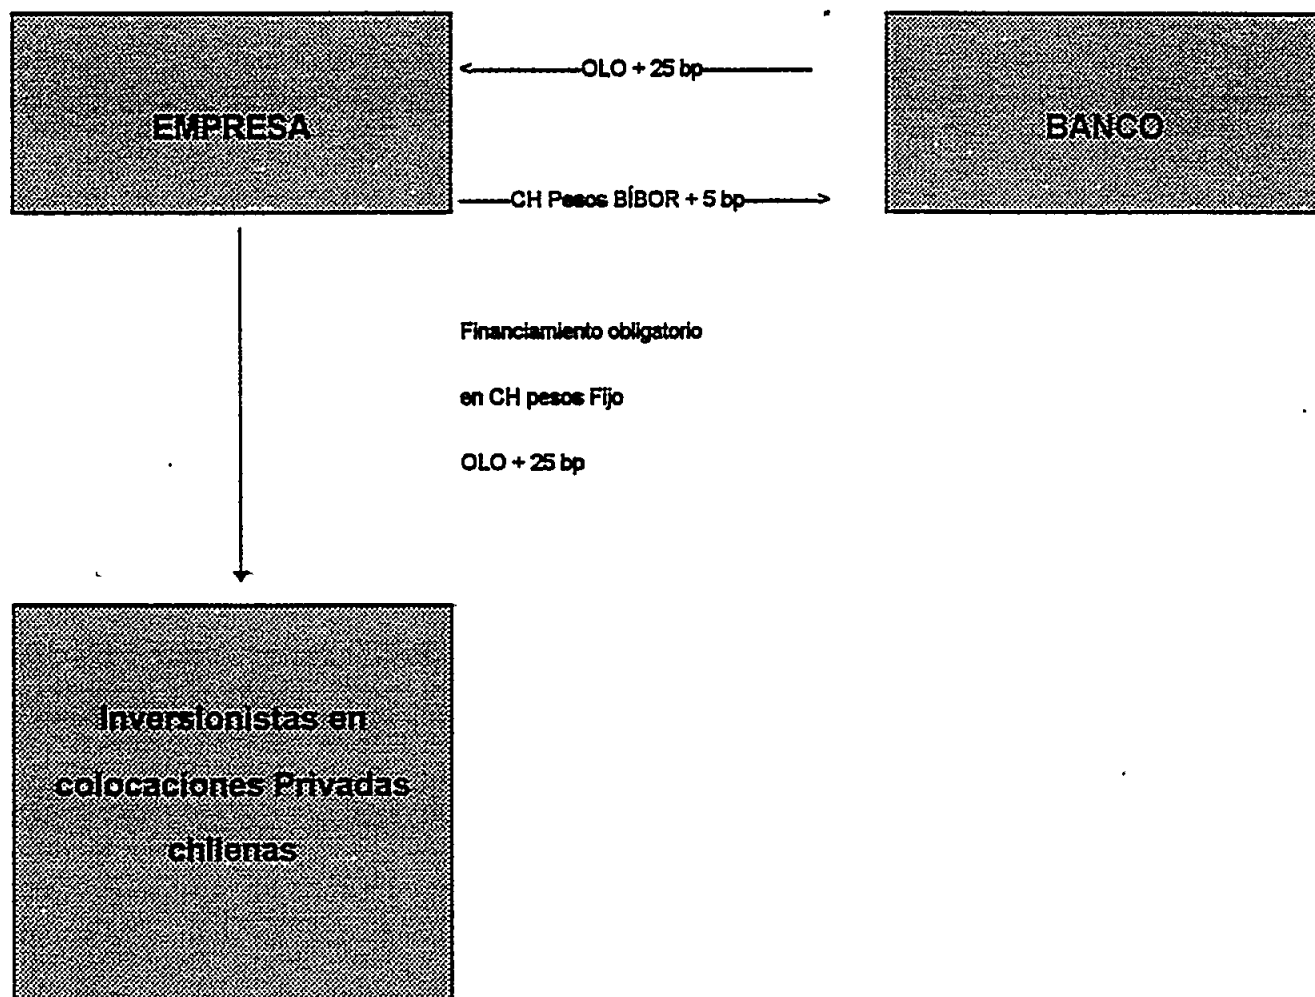 EMPRESA
OLO + 25 bp
BANCO
CH Pesos BÍBOR + 5 bp
Financiamiento obligatorio
en CH pesos Fijo
OLO + 25 bp
Inversionistas en
colocaciones Privadas
chilenas